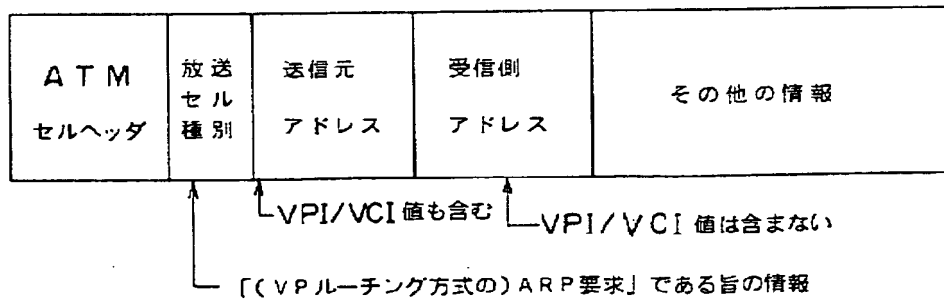 ATM
セルヘッダ
放送
セル
種別
送信元
アドレス
受信側
アドレス
その他の情報
VPI/VCI値も含む
VPI/VCI値は含まない
「(VPルーチング方式の)ARP要求」である旨の情報